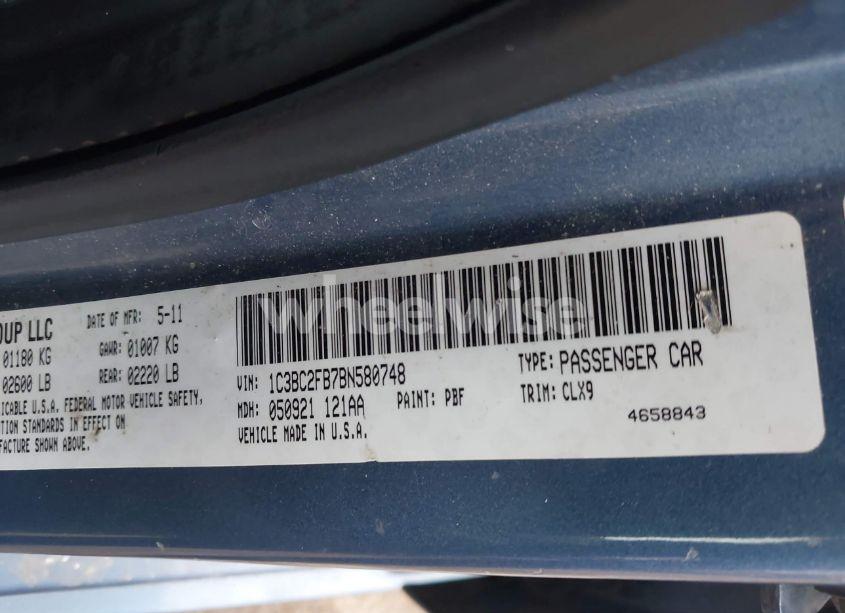 OUP LLC
DATE OF MFR: 5-11
01180 KG
GAWR: 01007 KG
02600 LB
REAR: 02220 LB
ICABLE U.S.A. FEDERAL MOTOR VEHICLE SAFETY,
TION STANDARDS IN EFFECT ON
FACTURE SHOWN ABOVE.
wheelwise
VIN: 1C3BC2FB7BN580748
TYPE: PASSENGER CAR
MDH: 050921 121AA
PAINT: PBF
TRIM: CLX9
VEHICLE MADE IN U.S.A.
4658843